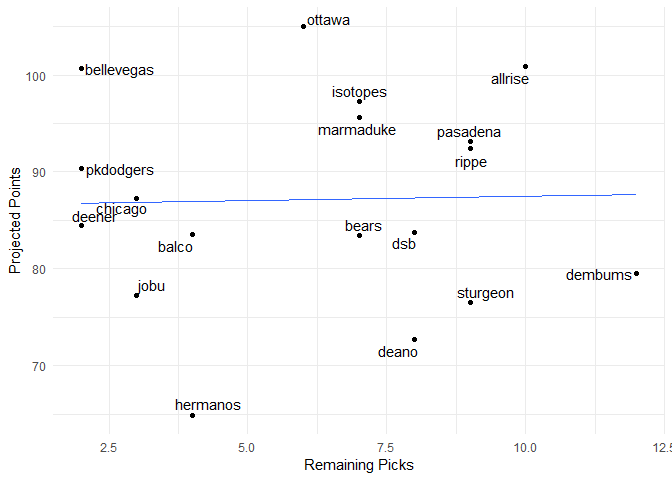 ottawa
bellevegas
100
allrise
isotopes
marmaduke
pasadena
rippe
90
pkdodgers
chicago
deener
bears
balco
dsb
80
dembums
jobu
sturgeon
deano
70
hermanos
Projected Points
2.5
5.0
7.5
10.0
12.5
Remaining Picks